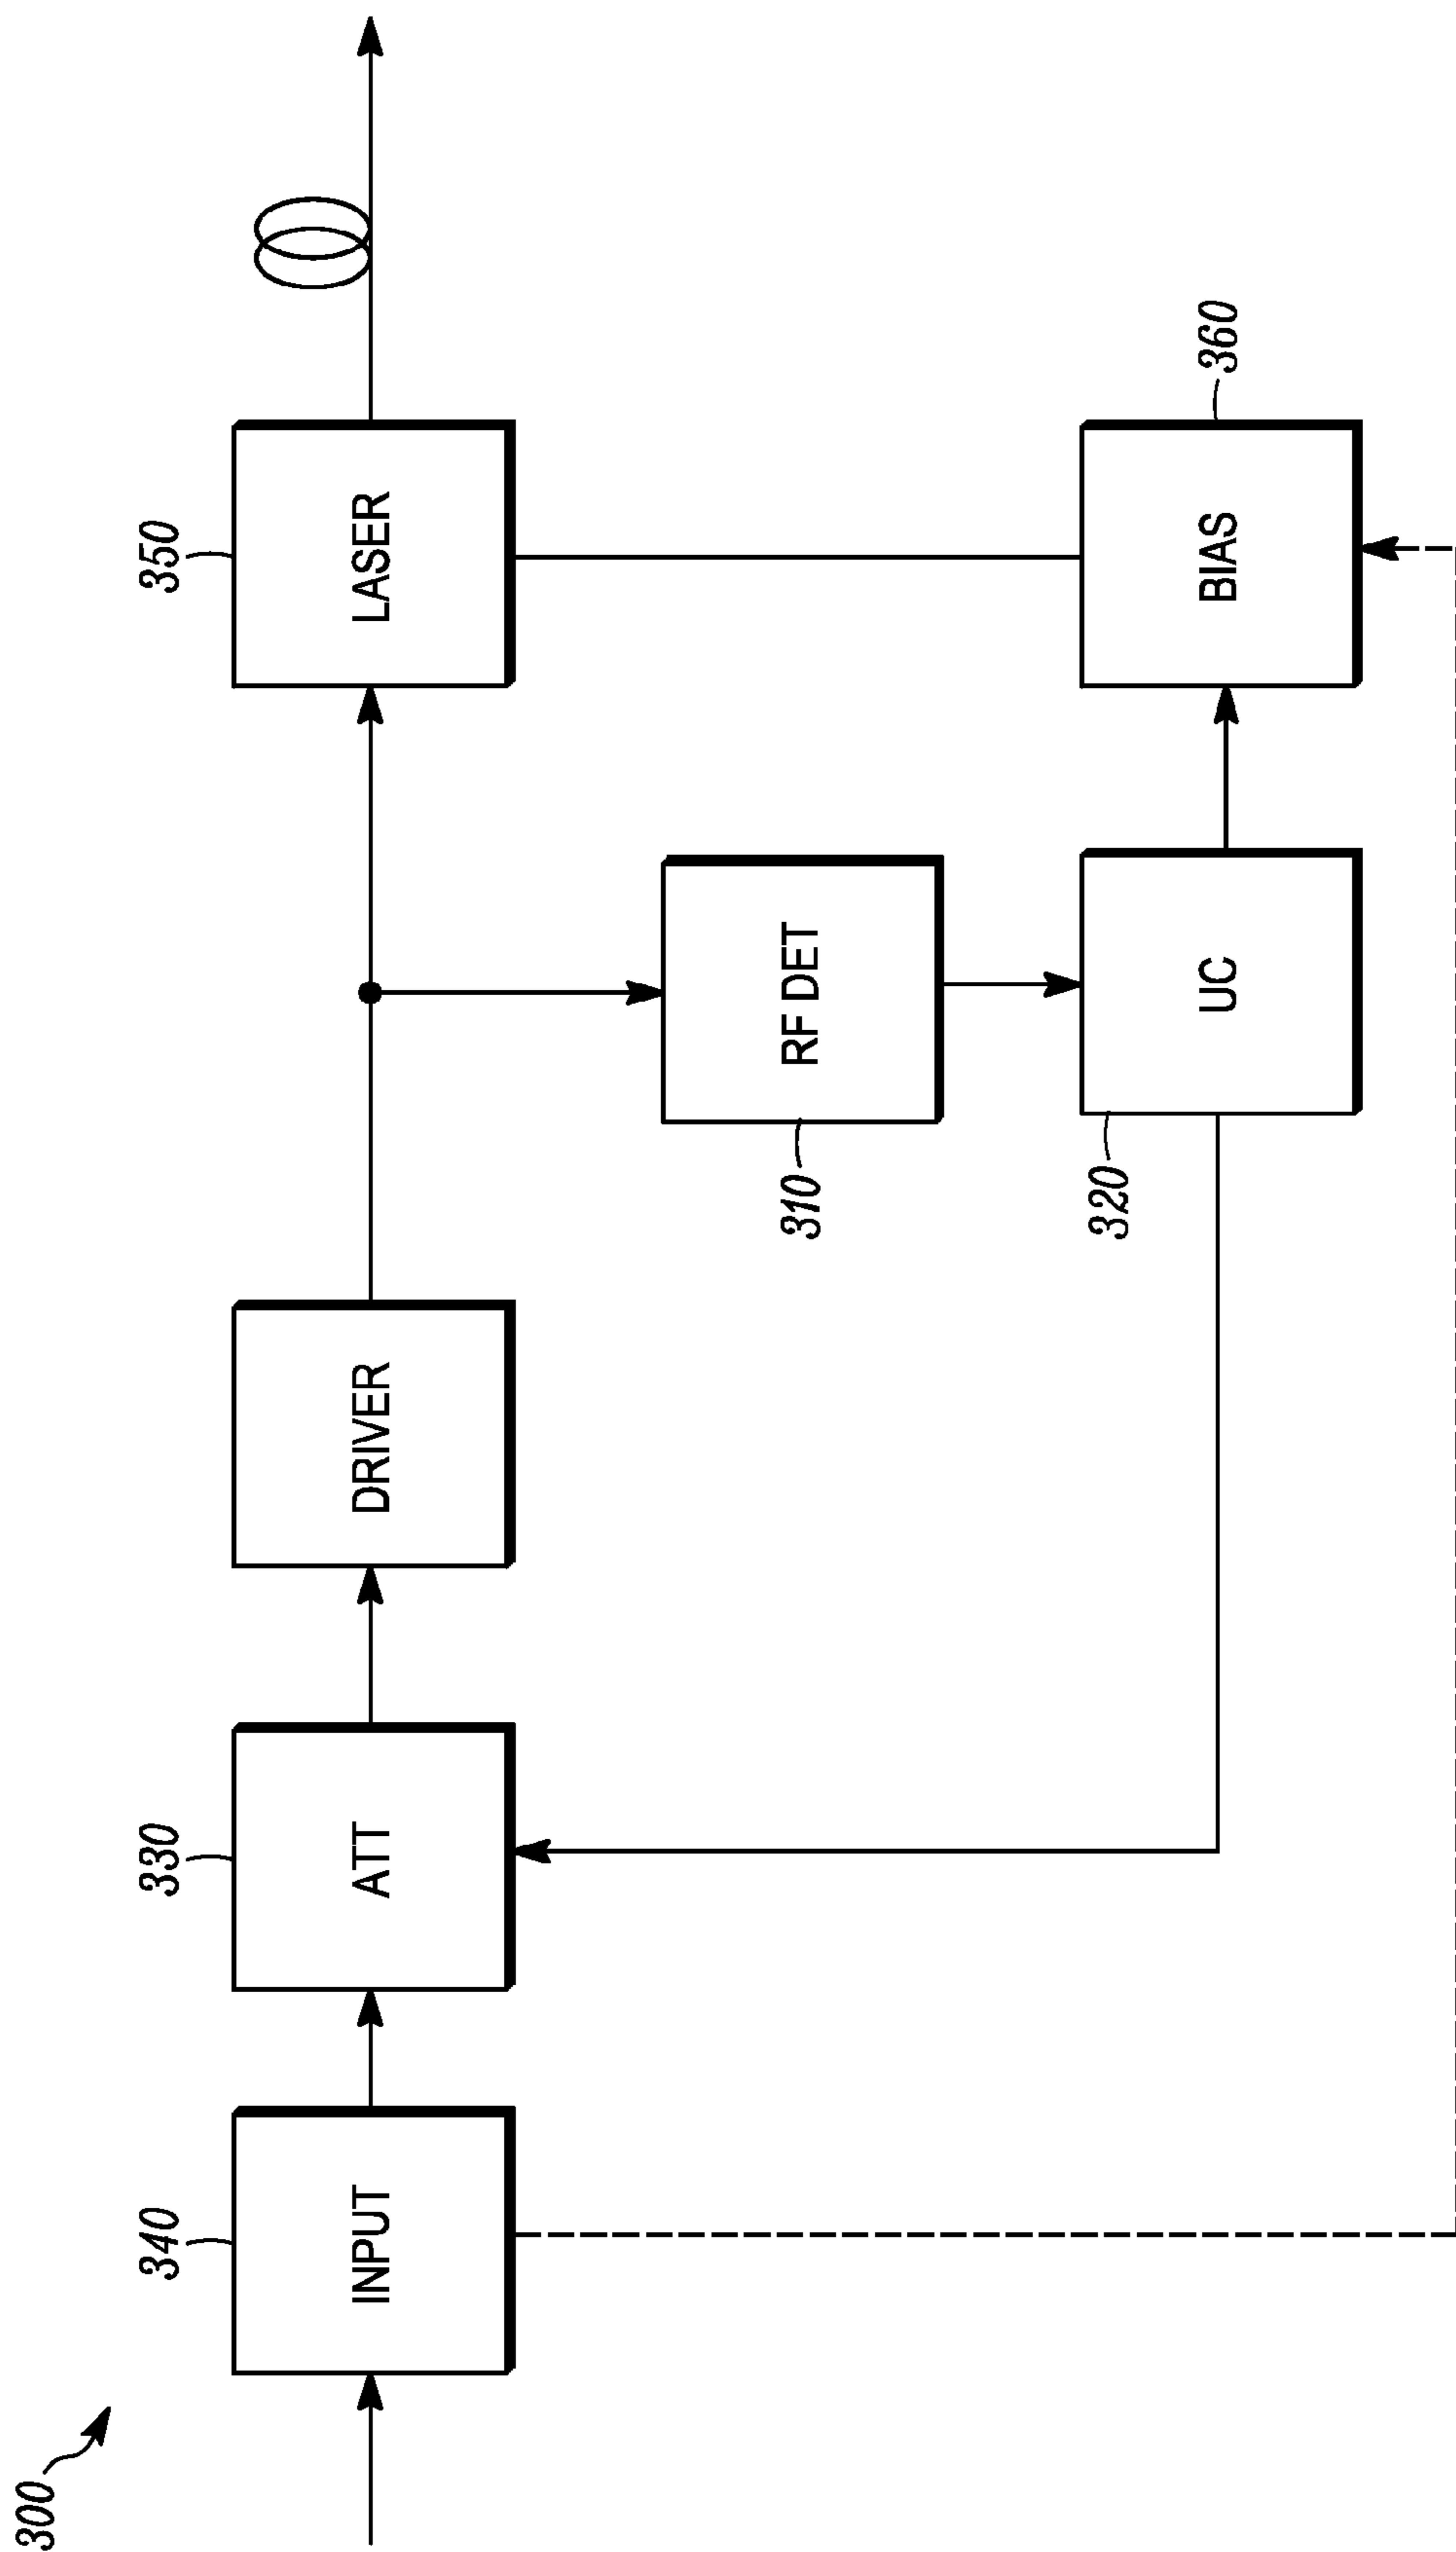 300
340
INPUT
330
ATT
DRIVER
350
LASER
310
RF DET
320
UC
360
BIAS